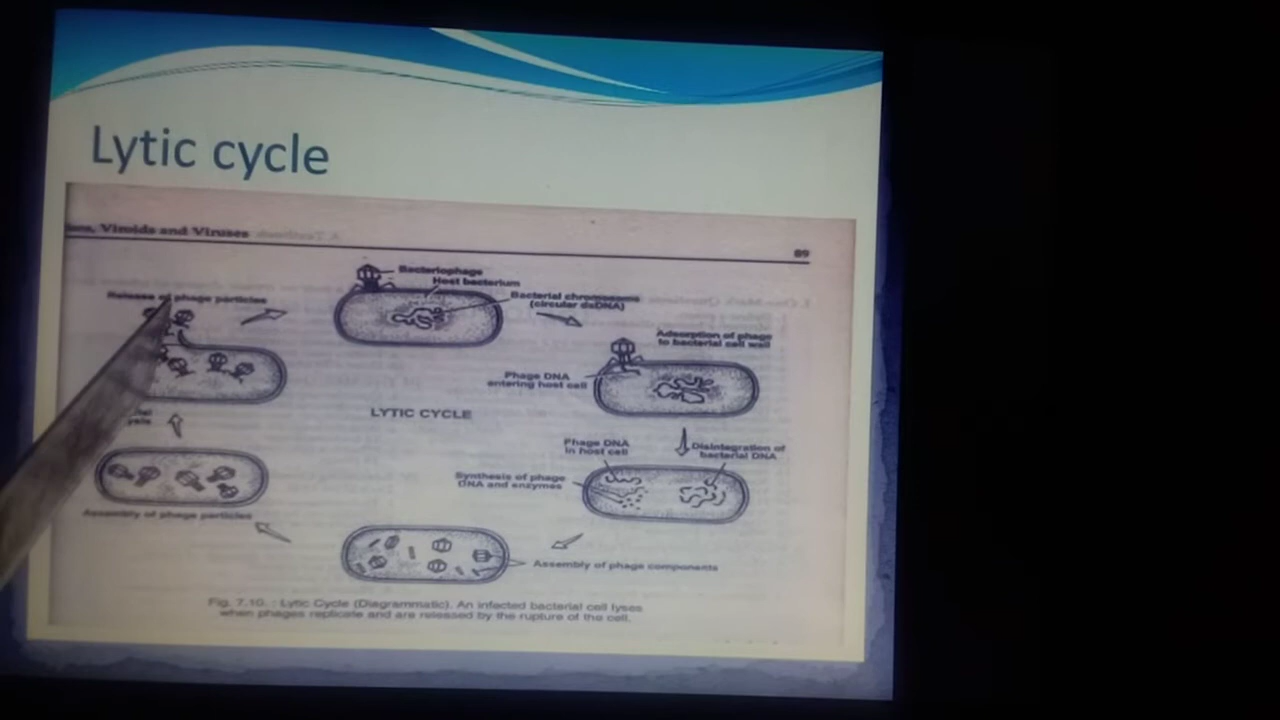 Lytic cycle
Viroids and Viruses
89
Bacteriophage
Host bacterium
Bacterial chromosome
(circular dsDNA)
Release of phage particles
Adsorption of phage
to bacterial cell wall
Phage DNA
entering host cell
LYTIC CYCLE
Phage DNA
in host cell
Disintegration of
bacterial DNA
Synthesis of phage
DNA and enzymes
Assembly of phage particles
Assembly of phage components
Fig. 7.10. : Lytic Cycle (Diagrammatic). An infected bacterial cell lyses
when phages replicate and are released by the rupture of the cell.